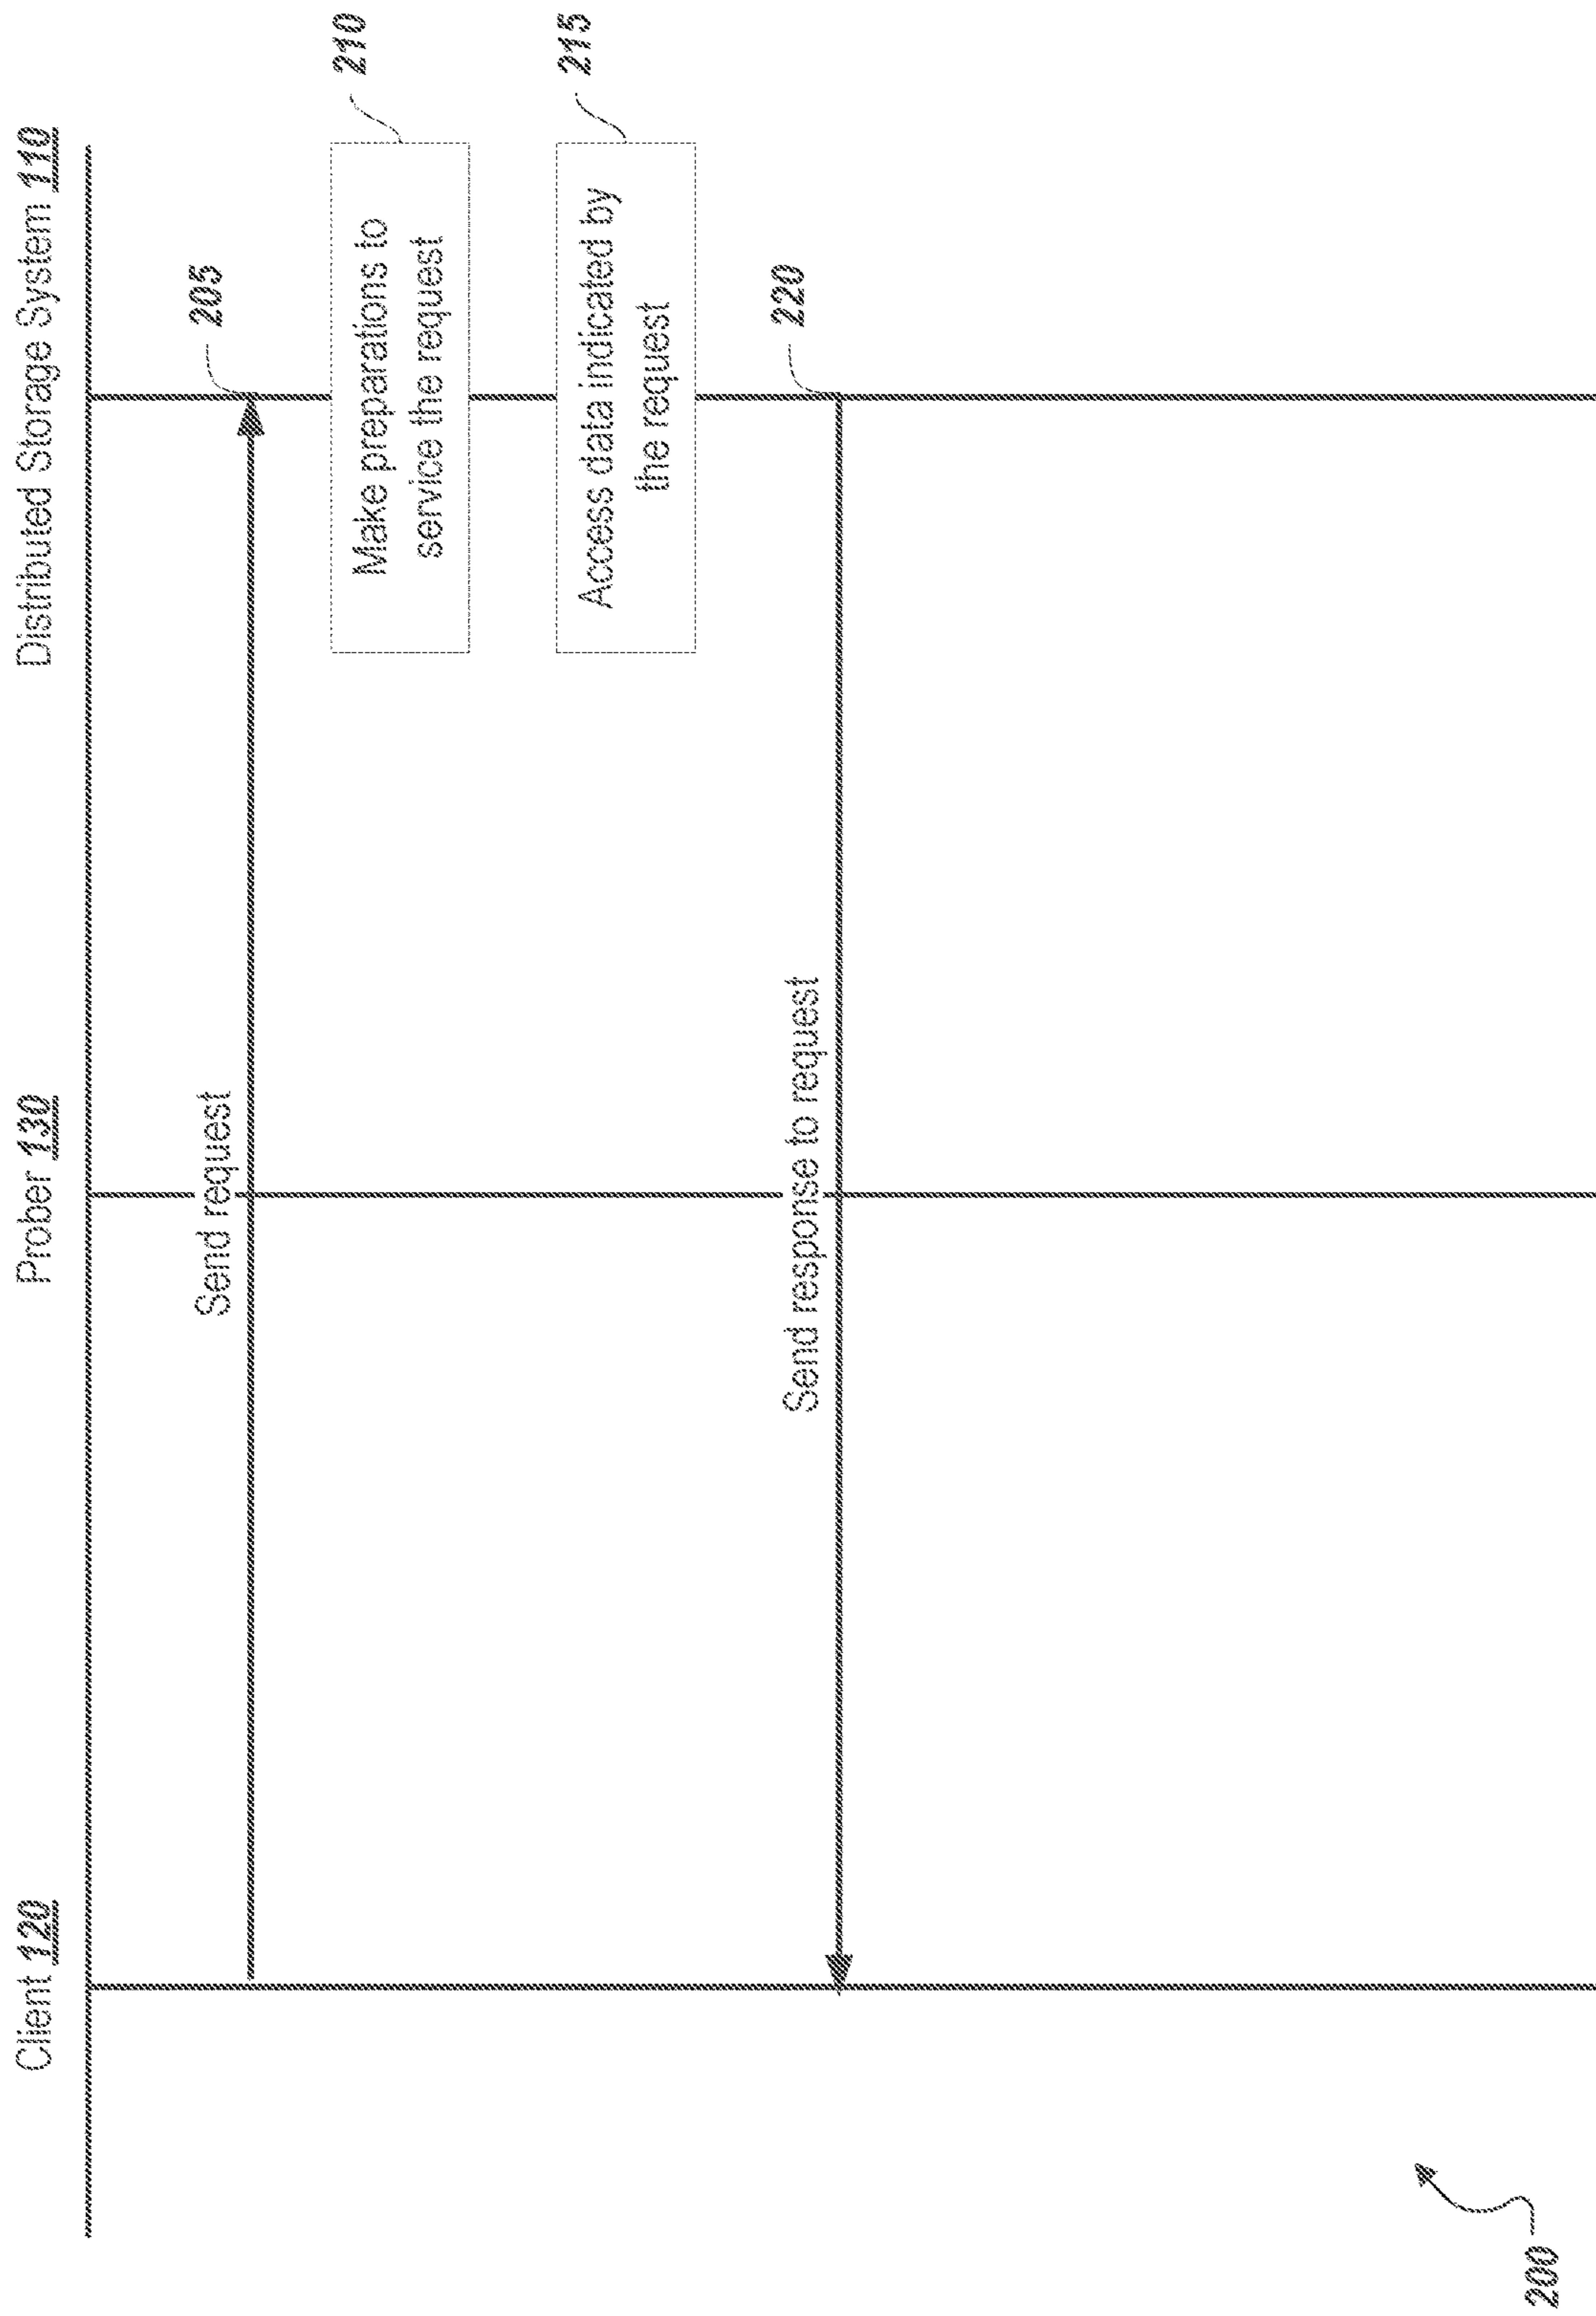 Client 120
Prober 130
Distributed Storage System 110
Send request
205
Make preparations to
service the request
210
Access data indicated by
the request
215
Send response to request
220
200